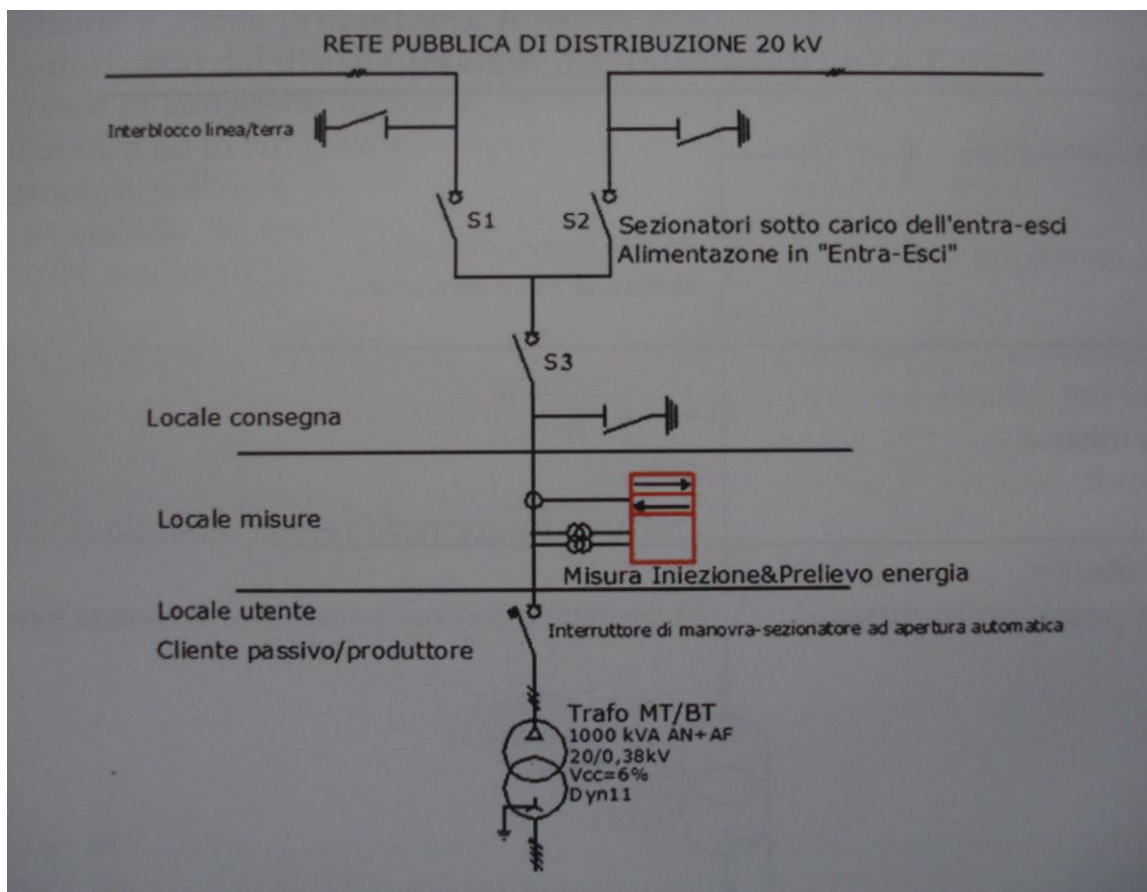 RETE PUBBLICA DI DISTRIBUZIONE 20 kV
Interblocco linea/terra
S1
S2
Sezionatori sotto carico dell'entra-esci
Alimentazone in "Entra-Esci"
S3
Locale consegna
Locale misure
Misura Iniezione&Prelievo energia
Locale utente
Interruttore di manovra-sezionatore ad apertura automatica
Cliente passivo/produttore
Trafo MT/BT
1000 kVA AN+AF
20/0,38kV
Vcc=6%
Dyn11